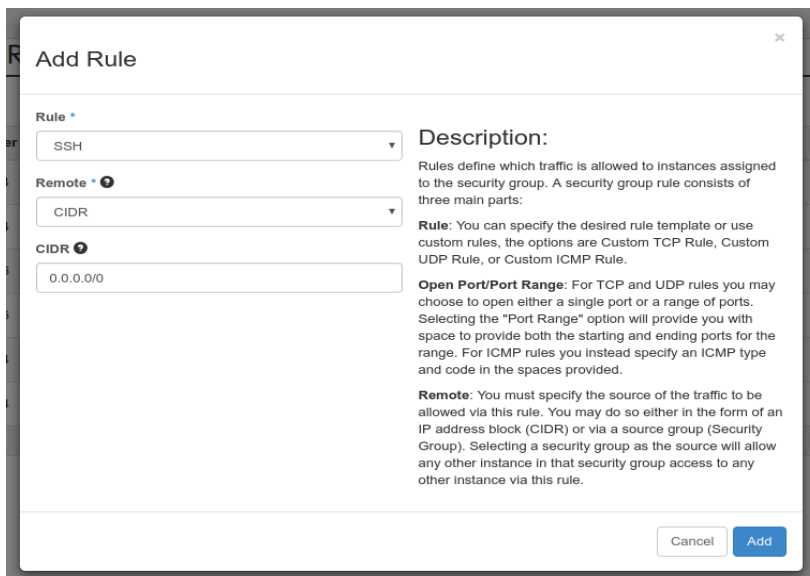 Add Rule
×
Rule *
SSH
Remote *
CIDR
CIDR
0.0.0.0/0
Description:
Rules define which traffic is allowed to instances assigned
to the security group. A security group rule consists of
three main parts:
Rule: You can specify the desired rule template or use
custom rules, the options are Custom TCP Rule, Custom
UDP Rule, or Custom ICMP Rule.
Open Port/Port Range: For TCP and UDP rules you may
choose to open either a single port or a range of ports.
Selecting the "Port Range" option will provide you with
space to provide both the starting and ending ports for the
range. For ICMP rules you instead specify an ICMP type
and code in the spaces provided.
Remote: You must specify the source of the traffic to be
allowed via this rule. You may do so either in the form of an
IP address block (CIDR) or via a source group (Security
Group). Selecting a security group as the source will allow
any other instance in that security group access to any
other instance via this rule.
Cancel
Add